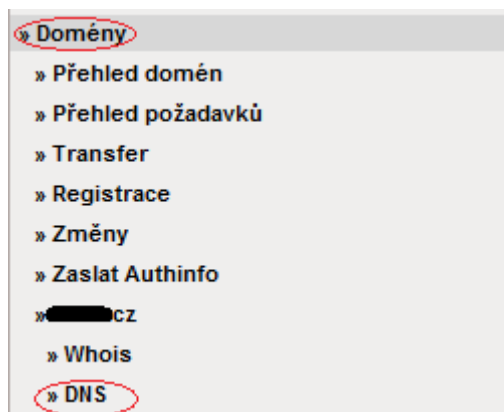 » Domény
» Přehled domén
» Přehled požadavků
» Transfer
» Registrace
» Změny
» Zaslat Authinfo
» cz
» Whois
» DNS